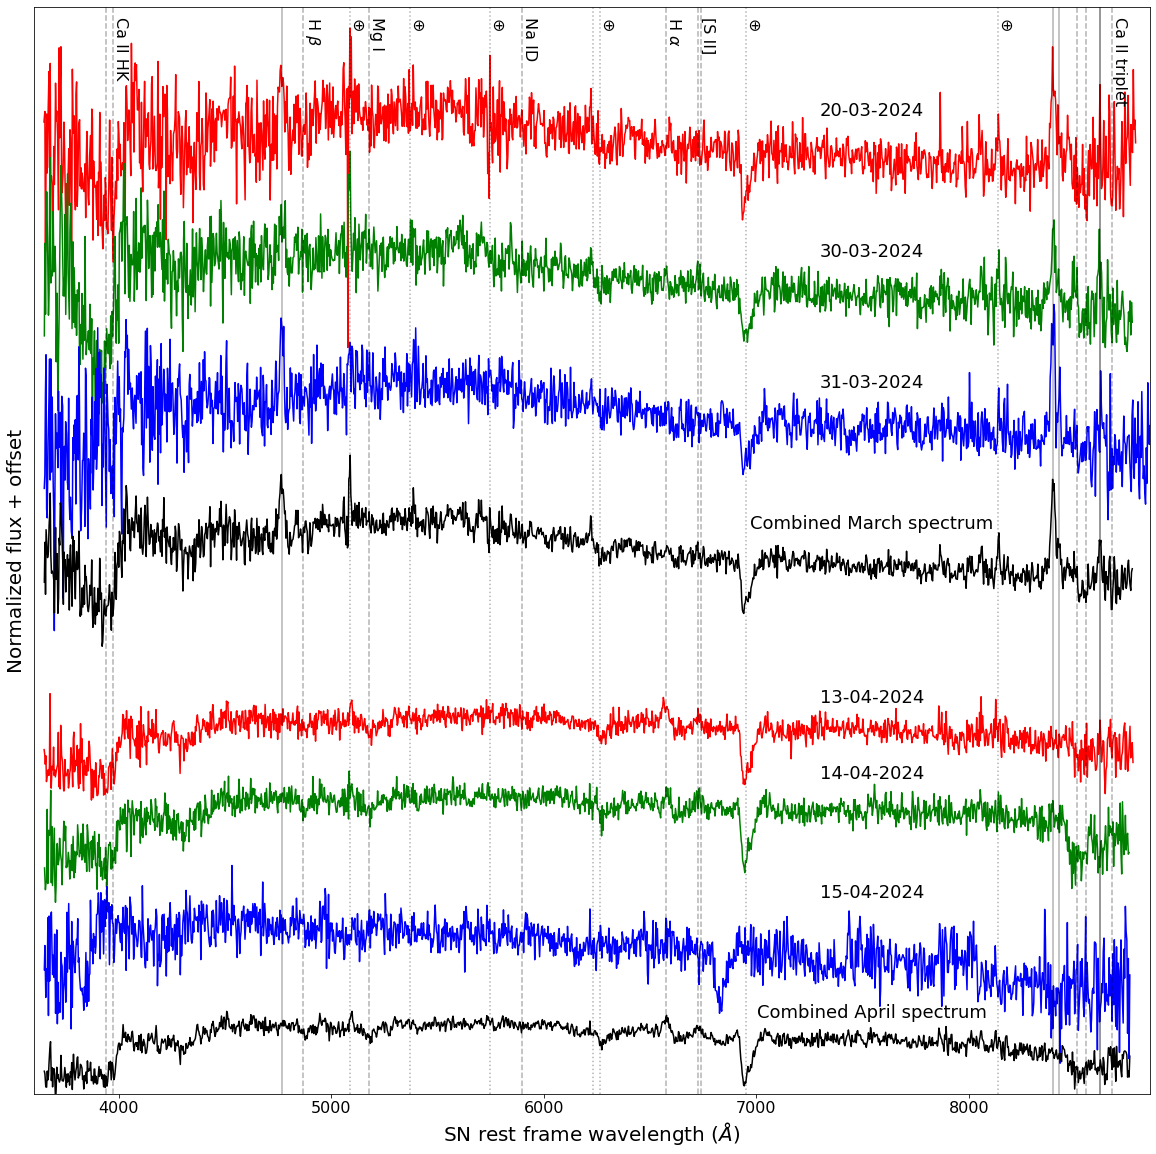 Ca II HK
H β
⊕
Mg I
⊕
⊕
Na ID
⊕
H α
[S II]
⊕
⊕
Ca II triplet
20-03-2024
30-03-2024
31-03-2024
Combined March spectrum
13-04-2024
14-04-2024
15-04-2024
Combined April spectrum
Normalized flux + offset
4000 5000 6000 7000 8000
SN rest frame wavelength (Å)